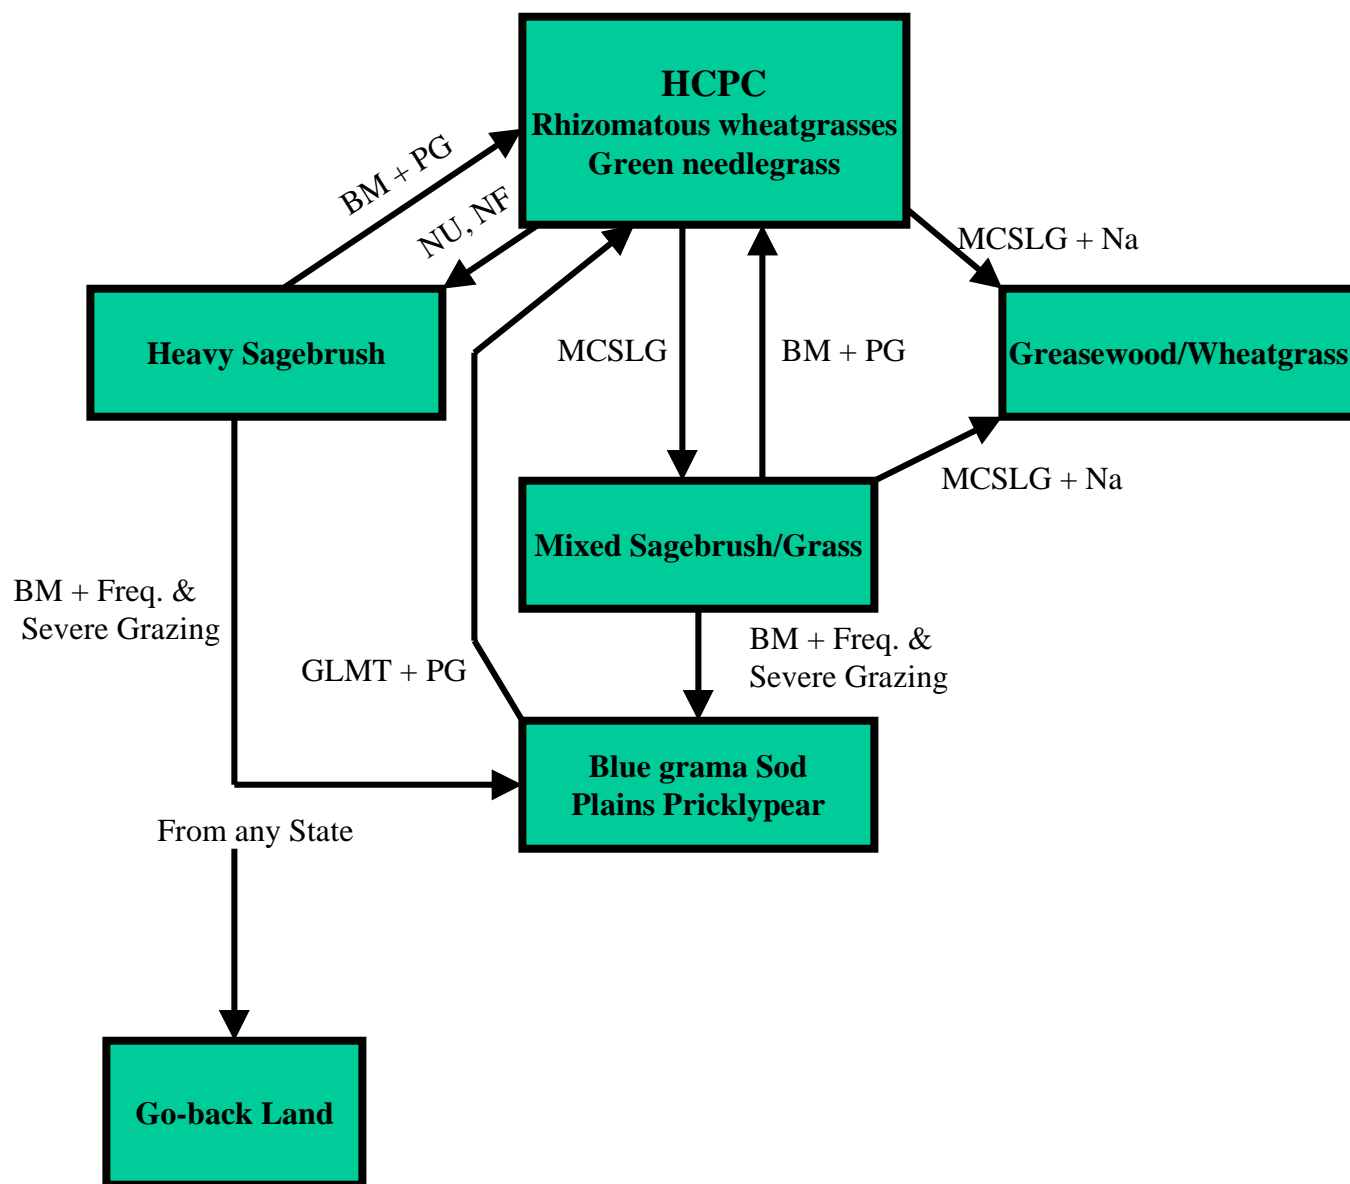 HCPC
Rhizomatous wheatgrasses
Green needlegrass
BM + PG
NU, NF
MCSLG + Na
Heavy Sagebrush
MCSLG
BM + PG
Greasewood/Wheatgrass
MCSLG + Na
Mixed Sagebrush/Grass
BM + Freq. &
Severe Grazing
GLMT + PG
BM + Freq. &
Severe Grazing
Blue grama Sod
Plains Pricklypear
From any State
Go-back Land